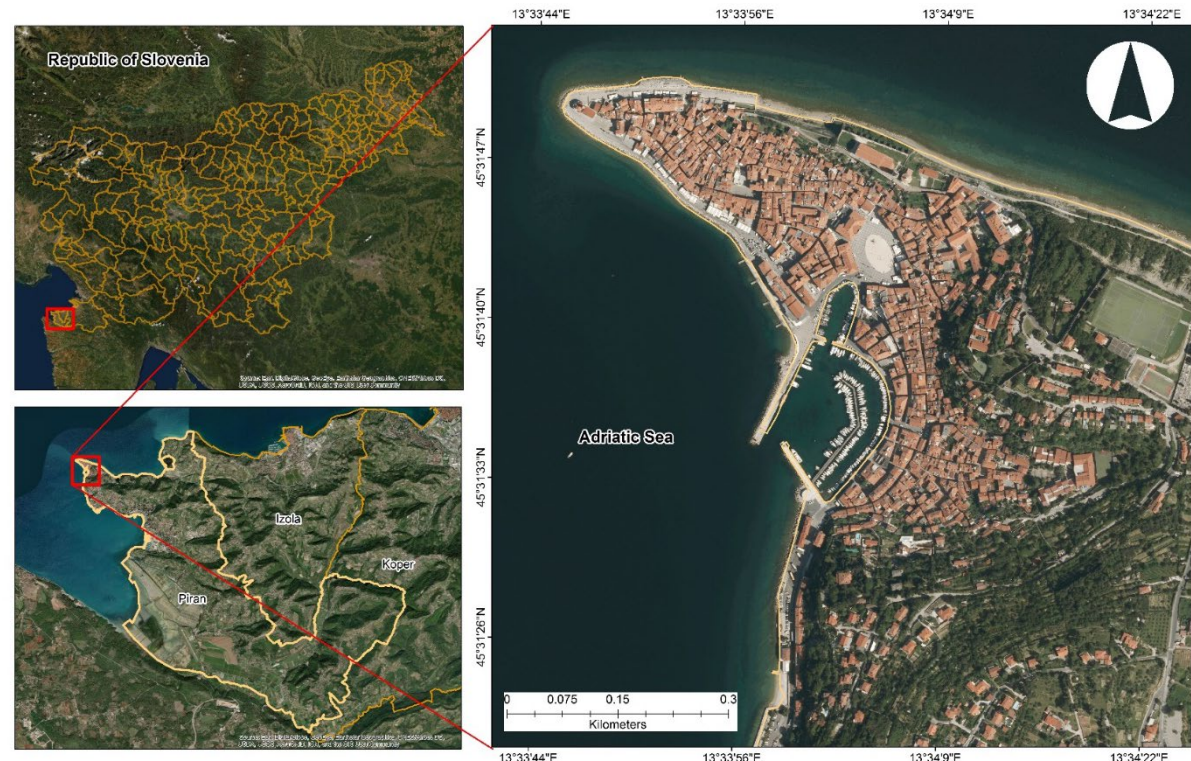 Republic of Slovenia
Izola
Koper
Piran
13°33'44"E
13°33'56"E
13°34'9"E
13°34'22"E
45°31'47"N
45°31'40"N
45°31'33"N
45°31'26"N
Adriatic Sea
0 0.075 0.15 0.3
Kilometers
13°33'44"E
13°33'56"E
13°34'9"E
13°34'22"E